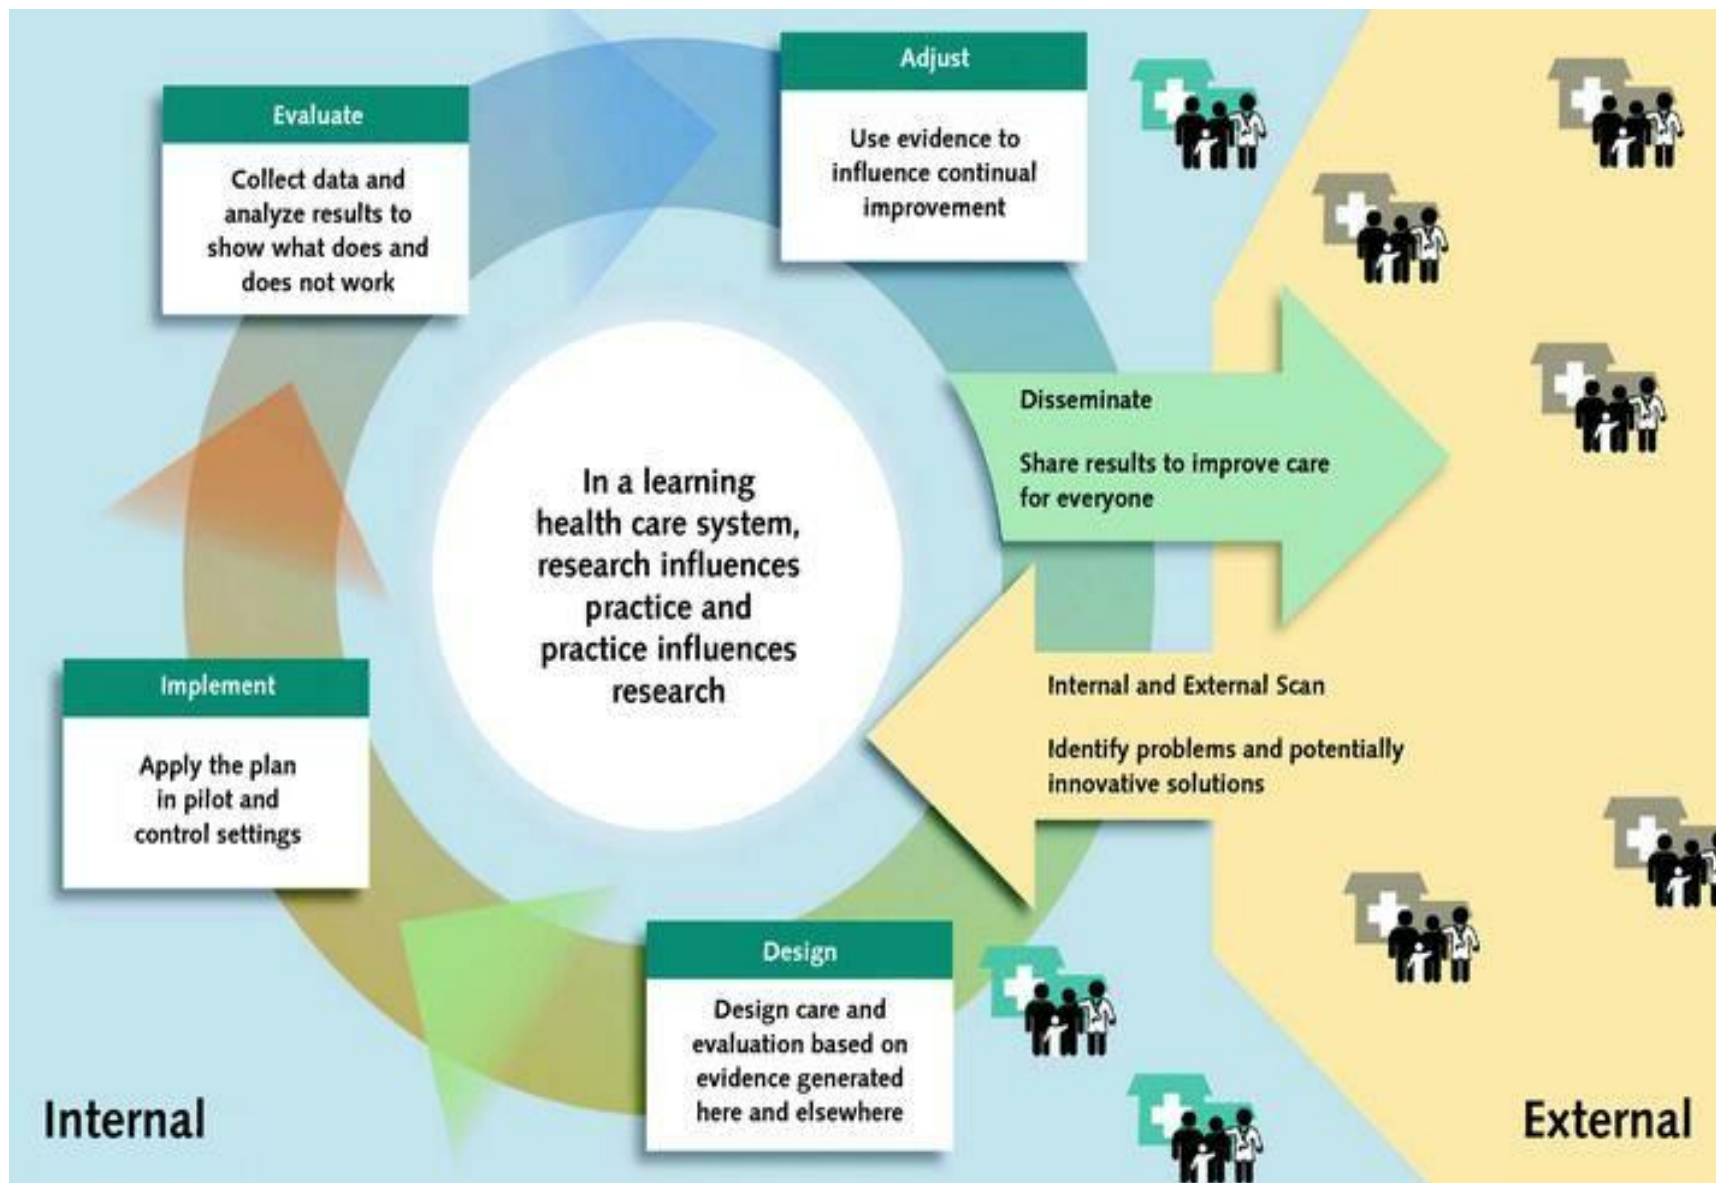 Adjust
Use evidence to
influence continual
improvement
Evaluate
Collect data and
analyze results to
show what does and
does not work
Disseminate
Share results to improve care
for everyone
In a learning
health care system,
research influences
practice and
practice influences
research
Implement
Apply the plan
in pilot and
control settings
Internal and External Scan
Identify problems and potentially
innovative solutions
Design
Design care and
evaluation based on
evidence generated
here and elsewhere
Internal
External